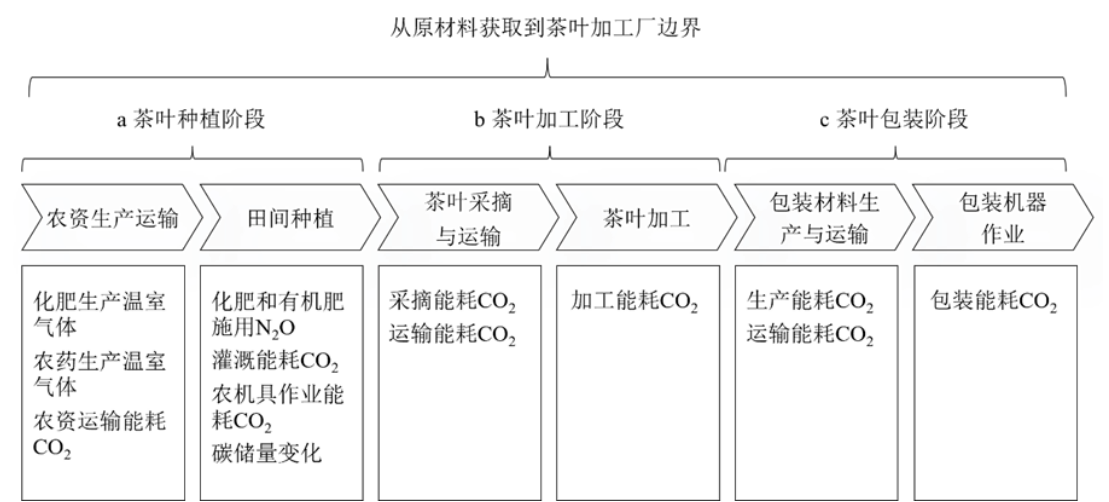 从原材料获取到茶叶加工厂边界
a 茶叶种植阶段
b 茶叶加工阶段
c 茶叶包装阶段
农资生产运输
田间种植
茶叶采摘
与运输
茶叶加工
包装材料生
产与运输
包装机器
作业
化肥生产温室
气体
农药生产温室
气体
农资运输能耗
CO₂
化肥和有机肥
施用N₂O
灌溉能耗CO₂
农机具作业能
耗CO₂
碳储量变化
采摘能耗CO₂
运输能耗CO₂
加工能耗CO₂
生产能耗CO₂
运输能耗CO₂
包装能耗CO₂